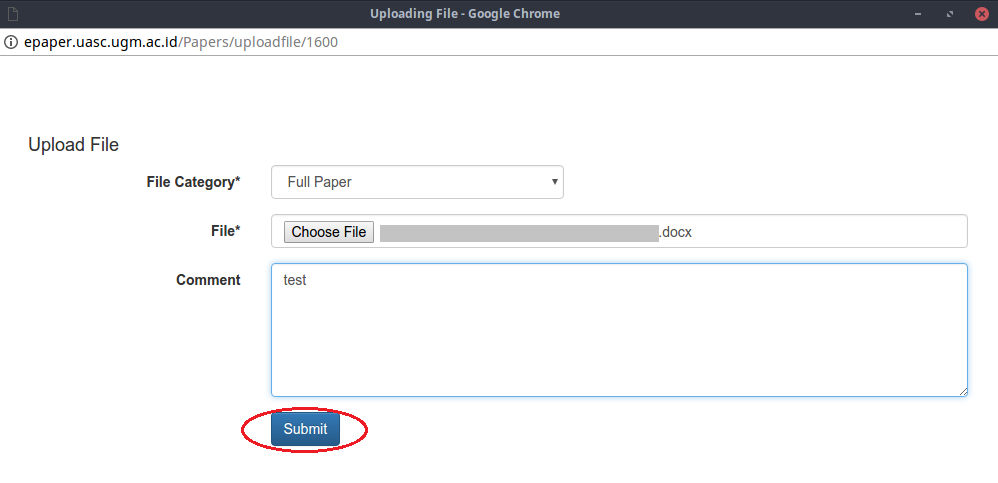 Uploading File - Google Chrome
epaper.uasc.ugm.ac.id/Papers/uploadfile/1600
Upload File
File Category* Full Paper
File* Choose File .docx
Comment test
Submit